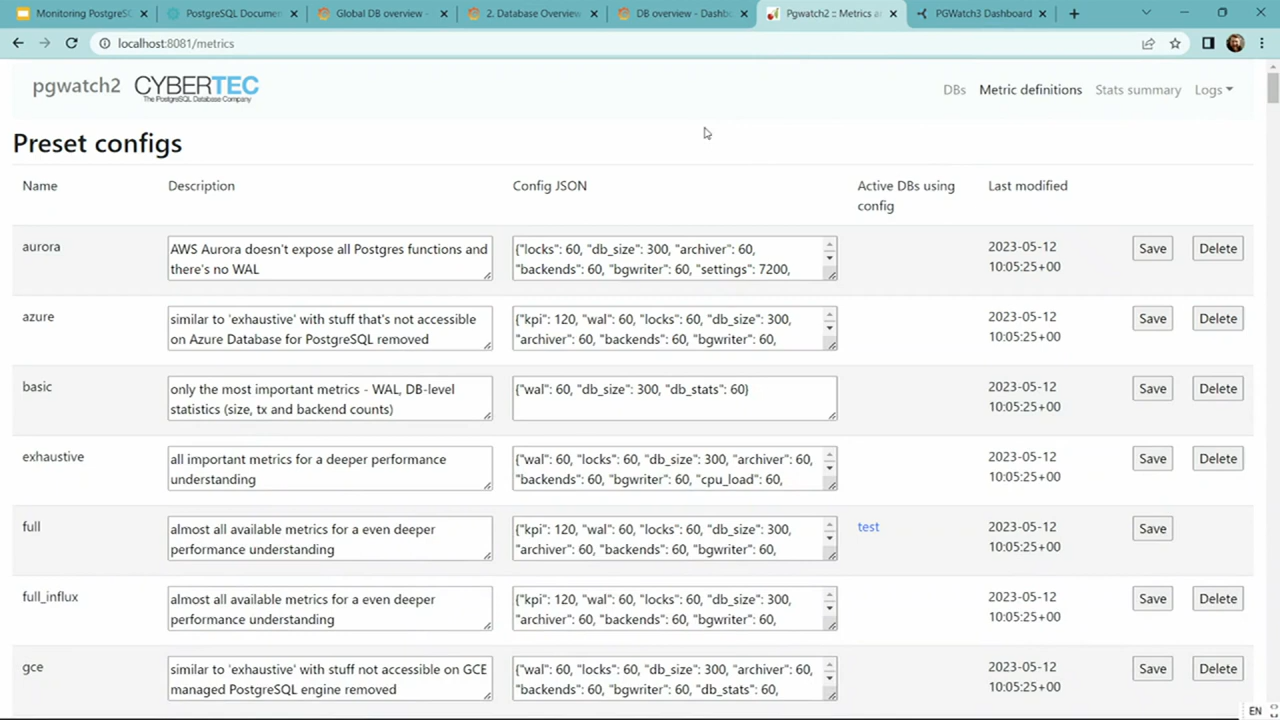 Monitoring PostgreS
PostgreSQL Documen
Global DB overview -
2. Database Overview
DB overview - Dashbo
Pgwatch2 :: Metrics a
PGWatch3 Dashboard
localhost:8081/metrics
pgwatch2
CYBERTEC
The PostgreSQL Database Company
DBs
Metric definitions
Stats summary
Logs
Preset configs
Name
Description
Config JSON
Active DBs using
config
Last modified
aurora
AWS Aurora doesn't expose all Postgres functions and
there's no WAL
{"locks": 60, "db_size": 300, "archiver": 60,
"backends": 60, "bgwriter": 60, "settings": 7200,
2023-05-12
10:05:25+00
Save
Delete
azure
similar to 'exhaustive' with stuff that's not accessible
on Azure Database for PostgreSQL removed
{"kpi": 120, "wal": 60, "locks": 60, "db_size": 300,
"archiver": 60, "backends": 60, "bgwriter": 60,
2023-05-12
10:05:25+00
Save
Delete
basic
only the most important metrics - WAL, DB-level
statistics (size, tx and backend counts)
{"wal": 60, "db_size": 300, "db_stats": 60}
2023-05-12
10:05:25+00
Save
Delete
exhaustive
all important metrics for a deeper performance
understanding
{"wal": 60, "locks": 60, "db_size": 300, "archiver": 60,
"backends": 60, "bgwriter": 60, "cpu_load": 60,
2023-05-12
10:05:25+00
Save
Delete
full
almost all available metrics for a even deeper
performance understanding
{"kpi": 120, "wal": 60, "locks": 60, "db_size": 300,
"archiver": 60, "backends": 60, "bgwriter": 60,
test
2023-05-12
10:05:25+00
Save
full_influx
almost all available metrics for a even deeper
performance understanding
{"kpi": 120, "wal": 60, "locks": 60, "db_size": 300,
"archiver": 60, "backends": 60, "bgwriter": 60,
2023-05-12
10:05:25+00
Save
Delete
gce
similar to 'exhaustive' with stuff not accessible on GCE
managed PostgreSQL engine removed
{"wal": 60, "locks": 60, "db_size": 300, "archiver": 60,
"backends": 60, "bgwriter": 60, "db_stats": 60,
2023-05-12
10:05:25+00
Save
Delete
EN